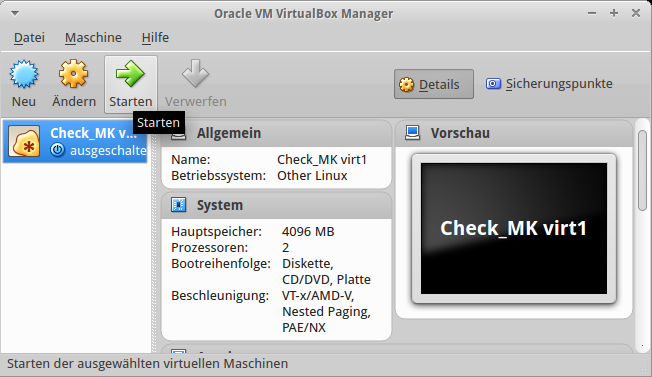 Oracle VM VirtualBox Manager
Datei Maschine Hilfe
Neu Ändern Starten Verwerfen Details Sicherungspunkte
Starten
Check_MK v...
ausgeschalte
Allgemein
Name: Check_MK virt1
Betriebssystem: Other Linux
System
Hauptspeicher: 4096 MB
Prozessoren: 2
Bootreihenfolge: Diskette,
CD/DVD, Platte
Beschleunigung: VT-x/AMD-V,
Nested Paging,
PAE/NX
Vorschau
Check_MK virt1
Starten der ausgewählten virtuellen Maschinen